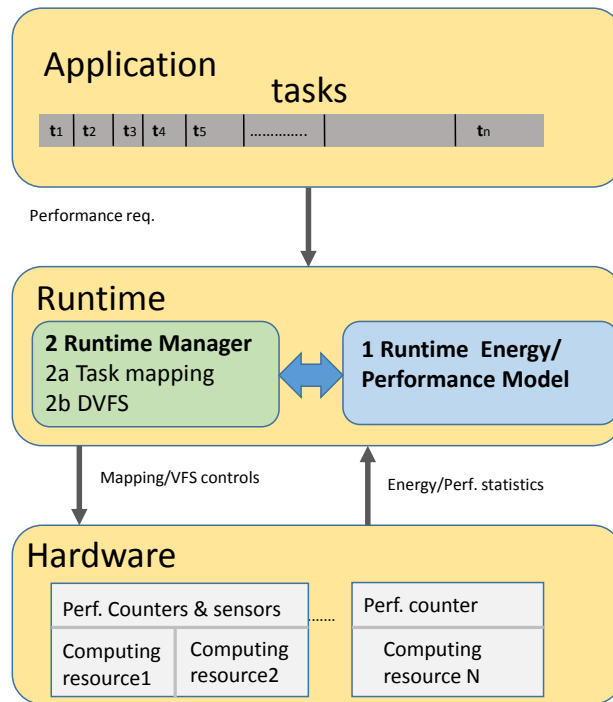 Application
tasks
t1 t2 t3 t4 t5 ………….. tn
Performance req.
Runtime
2 Runtime Manager
2a Task mapping
2b DVFS
1 Runtime Energy/
Performance Model
Mapping/VFS controls
Energy/Perf. statistics
Hardware
Perf. Counters & sensors
........
Perf. counter
Computing
resource1
Computing
resource2
Computing
resource N